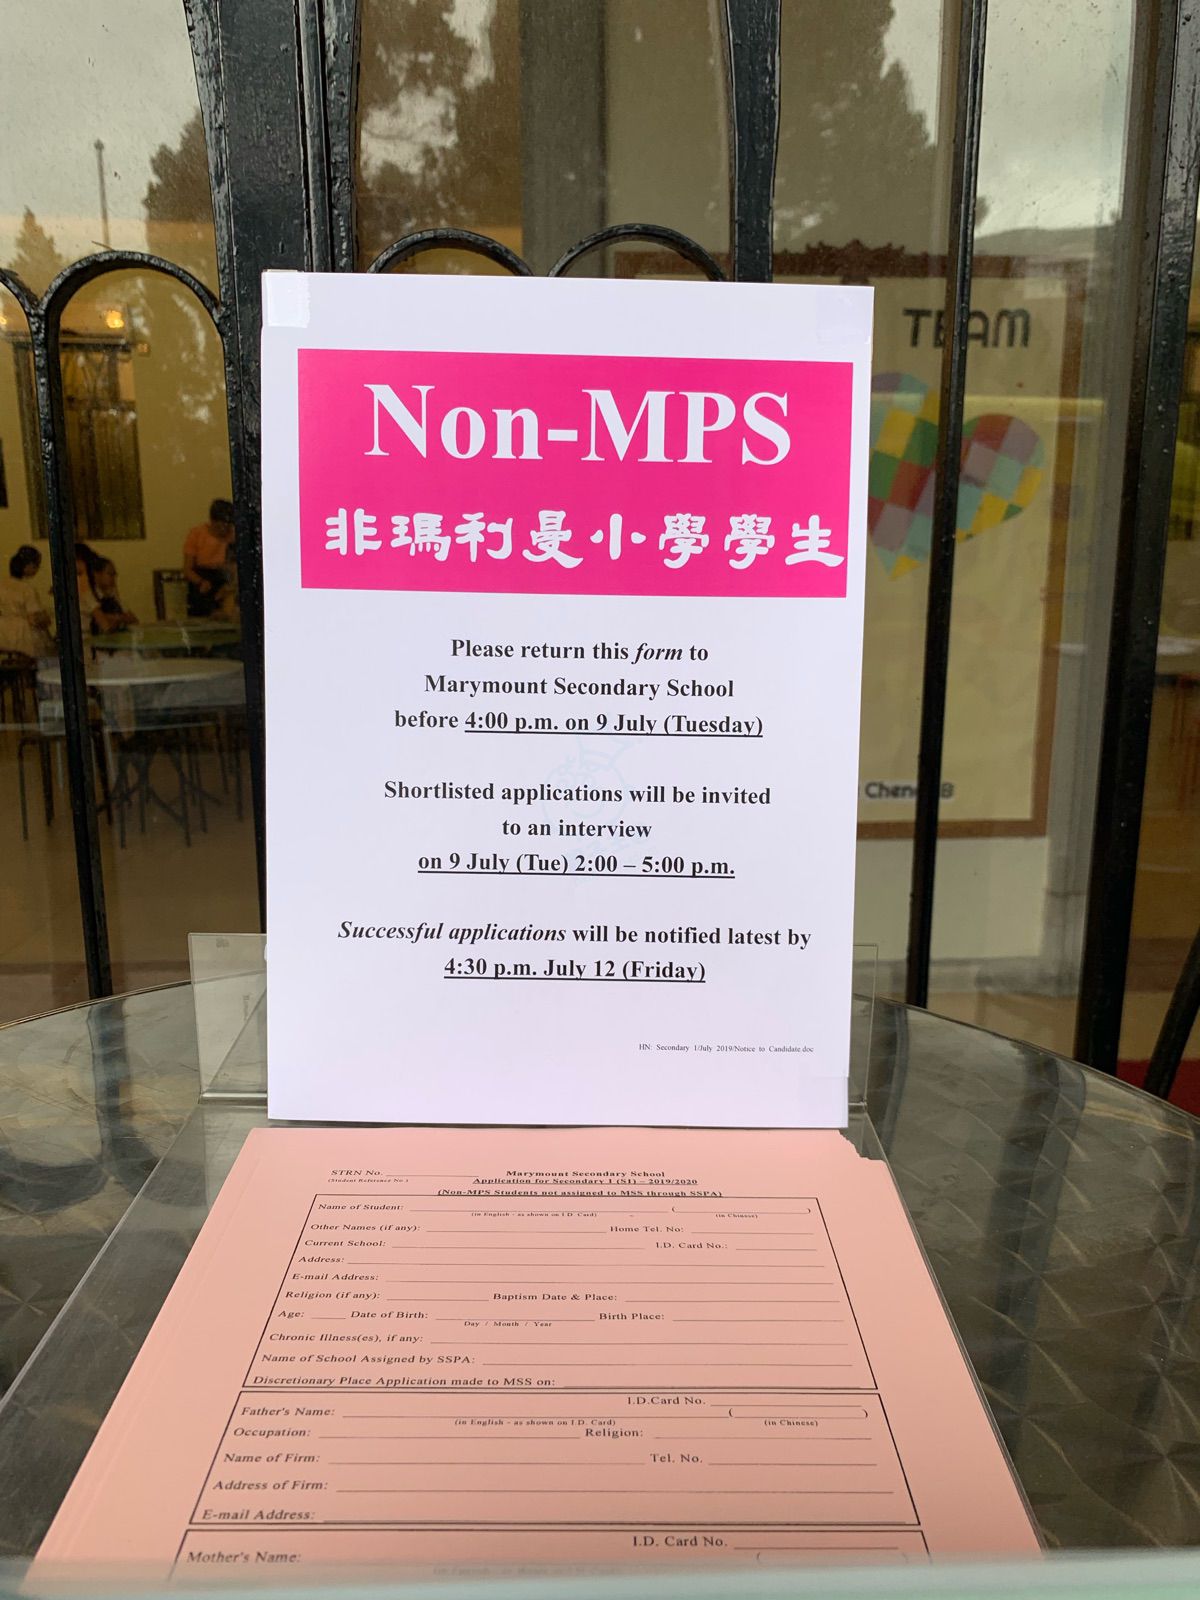 TEAM
Non-MPS
非瑪利曼小學學生
Please return this form to
Marymount Secondary School
before 4:00 p.m. on 9 July (Tuesday)
Shortlisted applications will be invited
to an interview
on 9 July (Tue) 2:00 – 5:00 p.m.
Successful applications will be notified latest by
4:30 p.m. July 12 (Friday)
HN: Secondary 1/July 2019/Notice to Candidate.doc
STRN No.
(Student Reference No.)
Marymount Secondary School
Application for Secondary 1 (S1) – 2019/2020
(Non-MPS Students not assigned to MSS through SSPA)
Name of Student: ( )
(in English - as shown on I.D. Card) (in Chinese)
Other Names (if any): Home Tel. No:
Current School: I.D. Card No.:
Address:
E-mail Address:
Religion (if any): Baptism Date & Place:
Age: Date of Birth: Birth Place:
Day / Month / Year
Chronic Illness(es), if any:
Name of School Assigned by SSPA:
Discretionary Place Application made to MSS on:
I.D.Card No.
Father's Name: ( )
(in English - as shown on I.D. Card) (in Chinese)
Occupation: Religion:
Name of Firm: Tel. No.
Address of Firm:
E-mail Address:
I.D. Card No.
Mother's Name: (